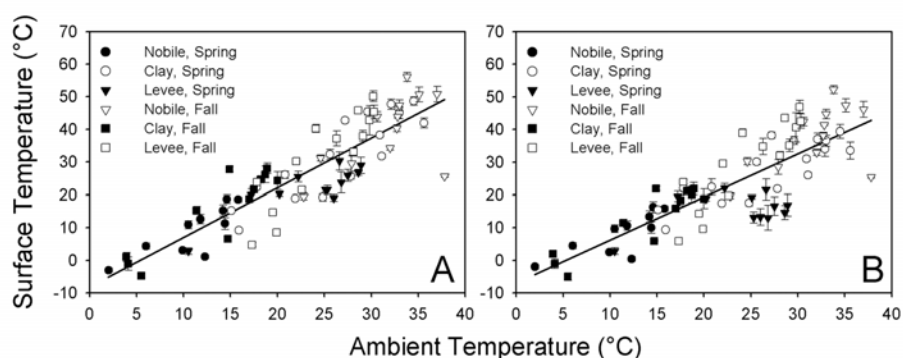 70
60
50
40
30
20
10
0
-10
Nobile, Spring
Clay, Spring
Levee, Spring
Nobile, Fall
Clay, Fall
Levee, Fall
A
0 5 10 15 20 25 30 35 40
70
60
50
40
30
20
10
0
-10
Nobile, Spring
Clay, Spring
Levee, Spring
Nobile, Fall
Clay, Fall
Levee, Fall
B
0 5 10 15 20 25 30 35 40
Surface Temperature (°C)
Ambient Temperature (°C)